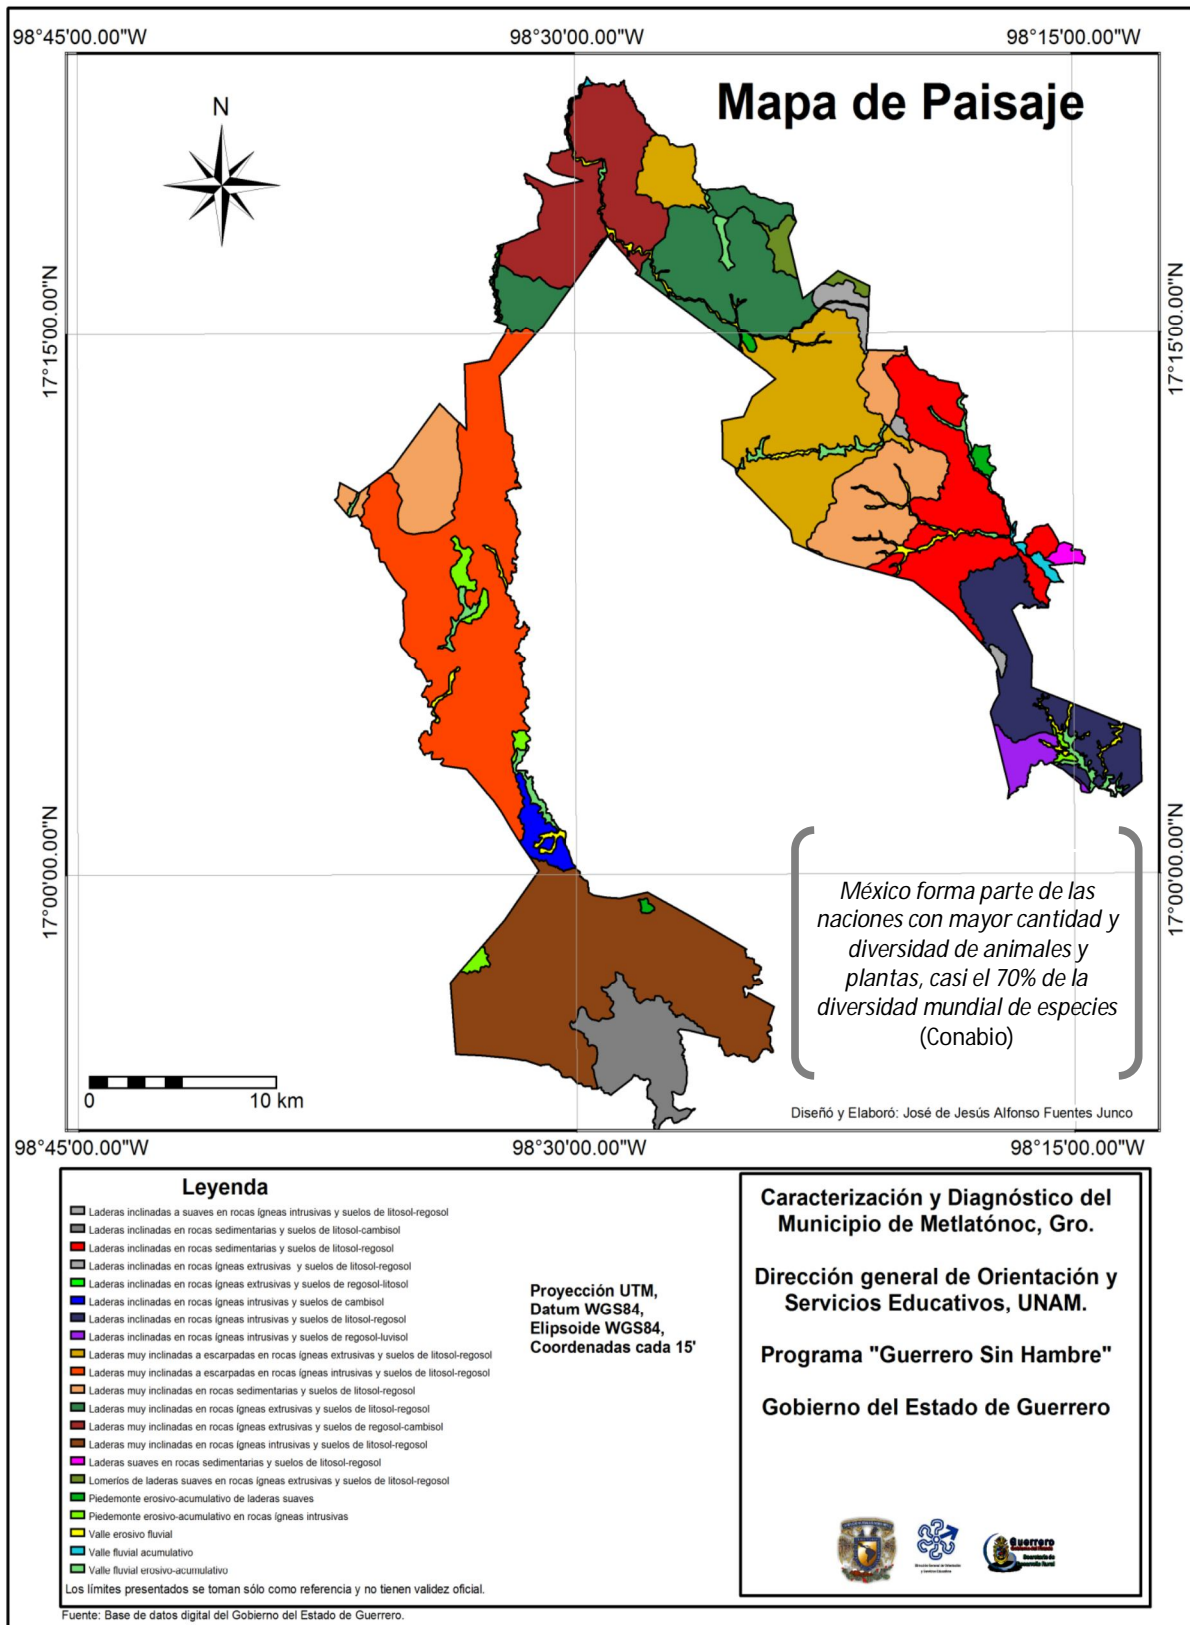 98°45'00.00"W
98°30'00.00"W
98°15'00.00"W
Mapa de Paisaje
N
17°15'00.00"N
17°15'00.00"N
17°00'00.00"N
17°00'00.00"N
México forma parte de las
naciones con mayor cantidad y
diversidad de animales y
plantas, casi el 70% de la
diversidad mundial de especies
(Conabio)
0
10 km
Diseñó y Elaboró: José de Jesús Alfonso Fuentes Junco
98°45'00.00"W
98°30'00.00"W
98°15'00.00"W
Leyenda
Laderas inclinadas a suaves en rocas ígneas intrusivas y suelos de litosol-regosol
Laderas inclinadas en rocas sedimentarias y suelos de litosol-cambisol
Laderas inclinadas en rocas sedimentarias y suelos de litosol-regosol
Laderas inclinadas en rocas ígneas extrusivas y suelos de litosol-regosol
Laderas inclinadas en rocas ígneas extrusivas y suelos de regosol-litosol
Laderas inclinadas en rocas ígneas intrusivas y suelos de cambisol
Laderas inclinadas en rocas ígneas intrusivas y suelos de litosol-regosol
Laderas inclinadas en rocas ígneas intrusivas y suelos de regosol-luvisol
Laderas muy inclinadas a escarpadas en rocas ígneas extrusivas y suelos de litosol-regosol
Laderas muy inclinadas a escarpadas en rocas ígneas intrusivas y suelos de litosol-regosol
Laderas muy inclinadas en rocas sedimentarias y suelos de litosol-regosol
Laderas muy inclinadas en rocas ígneas extrusivas y suelos de litosol-regosol
Laderas muy inclinadas en rocas ígneas extrusivas y suelos de regosol-cambisol
Laderas muy inclinadas en rocas ígneas intrusivas y suelos de litosol-regosol
Laderas suaves en rocas sedimentarias y suelos de litosol-regosol
Lomeríos de laderas suaves en rocas ígneas extrusivas y suelos de litosol-regosol
Piedemonte erosivo-acumulativo de laderas suaves
Piedemonte erosivo-acumulativo en rocas ígneas intrusivas
Valle erosivo fluvial
Valle fluvial acumulativo
Valle fluvial erosivo-acumulativo
Los límites presentados se toman sólo como referencia y no tienen validez oficial.
Proyección UTM,
Datum WGS84,
Elipsoide WGS84,
Coordenadas cada 15'
Caracterización y Diagnóstico del
Municipio de Metlatónoc, Gro.
Dirección general de Orientación y
Servicios Educativos, UNAM.
Programa "Guerrero Sin Hambre"
Gobierno del Estado de Guerrero
Dirección General de Orientación
y Servicios Educativos
Guerrero
Secretaría de
Desarrollo Rural
Fuente: Base de datos digital del Gobierno del Estado de Guerrero.